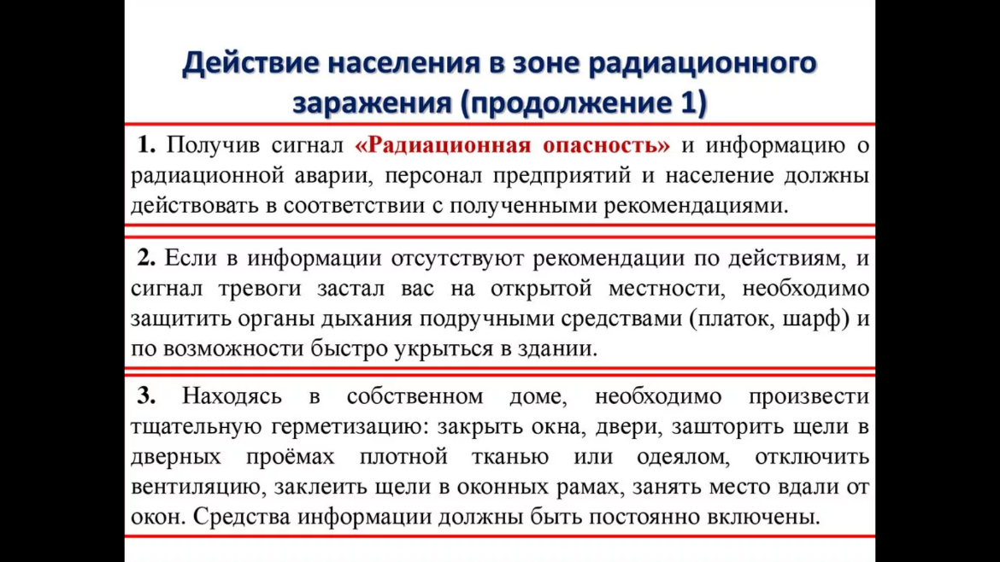 Действие населения в зоне радиационного
заражения (продолжение 1)
1. Получив сигнал «Радиационная опасность» и информацию о
радиационной аварии, персонал предприятий и население должны
действовать в соответствии с полученными рекомендациями.
2. Если в информации отсутствуют рекомендации по действиям, и
сигнал тревоги застал вас на открытой местности, необходимо
защитить органы дыхания подручными средствами (платок, шарф) и
по возможности быстро укрыться в здании.
3. Находясь в собственном доме, необходимо произвести
тщательную герметизацию: закрыть окна, двери, зашторить щели в
дверных проёмах плотной тканью или одеялом, отключить
вентиляцию, заклеить щели в оконных рамах, занять место вдали от
окон. Средства информации должны быть постоянно включены.